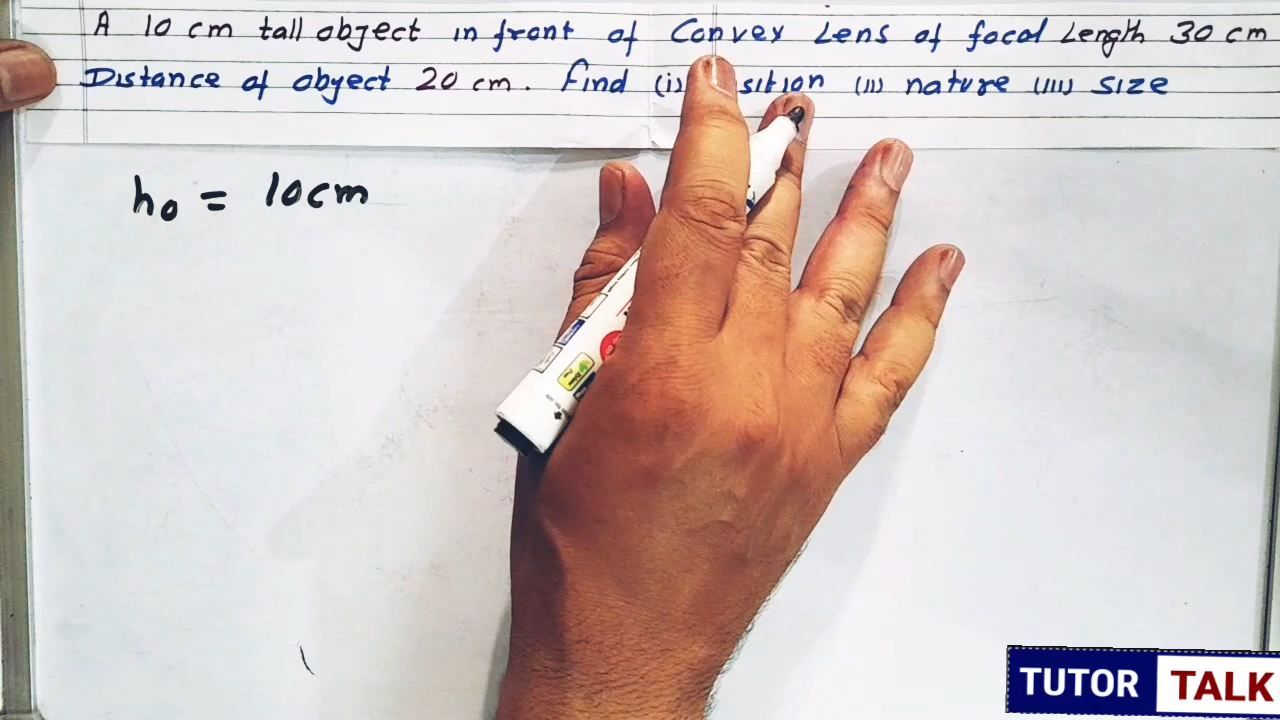 A 10 cm tall object in front of Convex Lens of focal Length 30 cm
Distance of object 20 cm. Find (i) sition (ii) nature (iii) size
h₀ = 10cm
TUTOR TALK